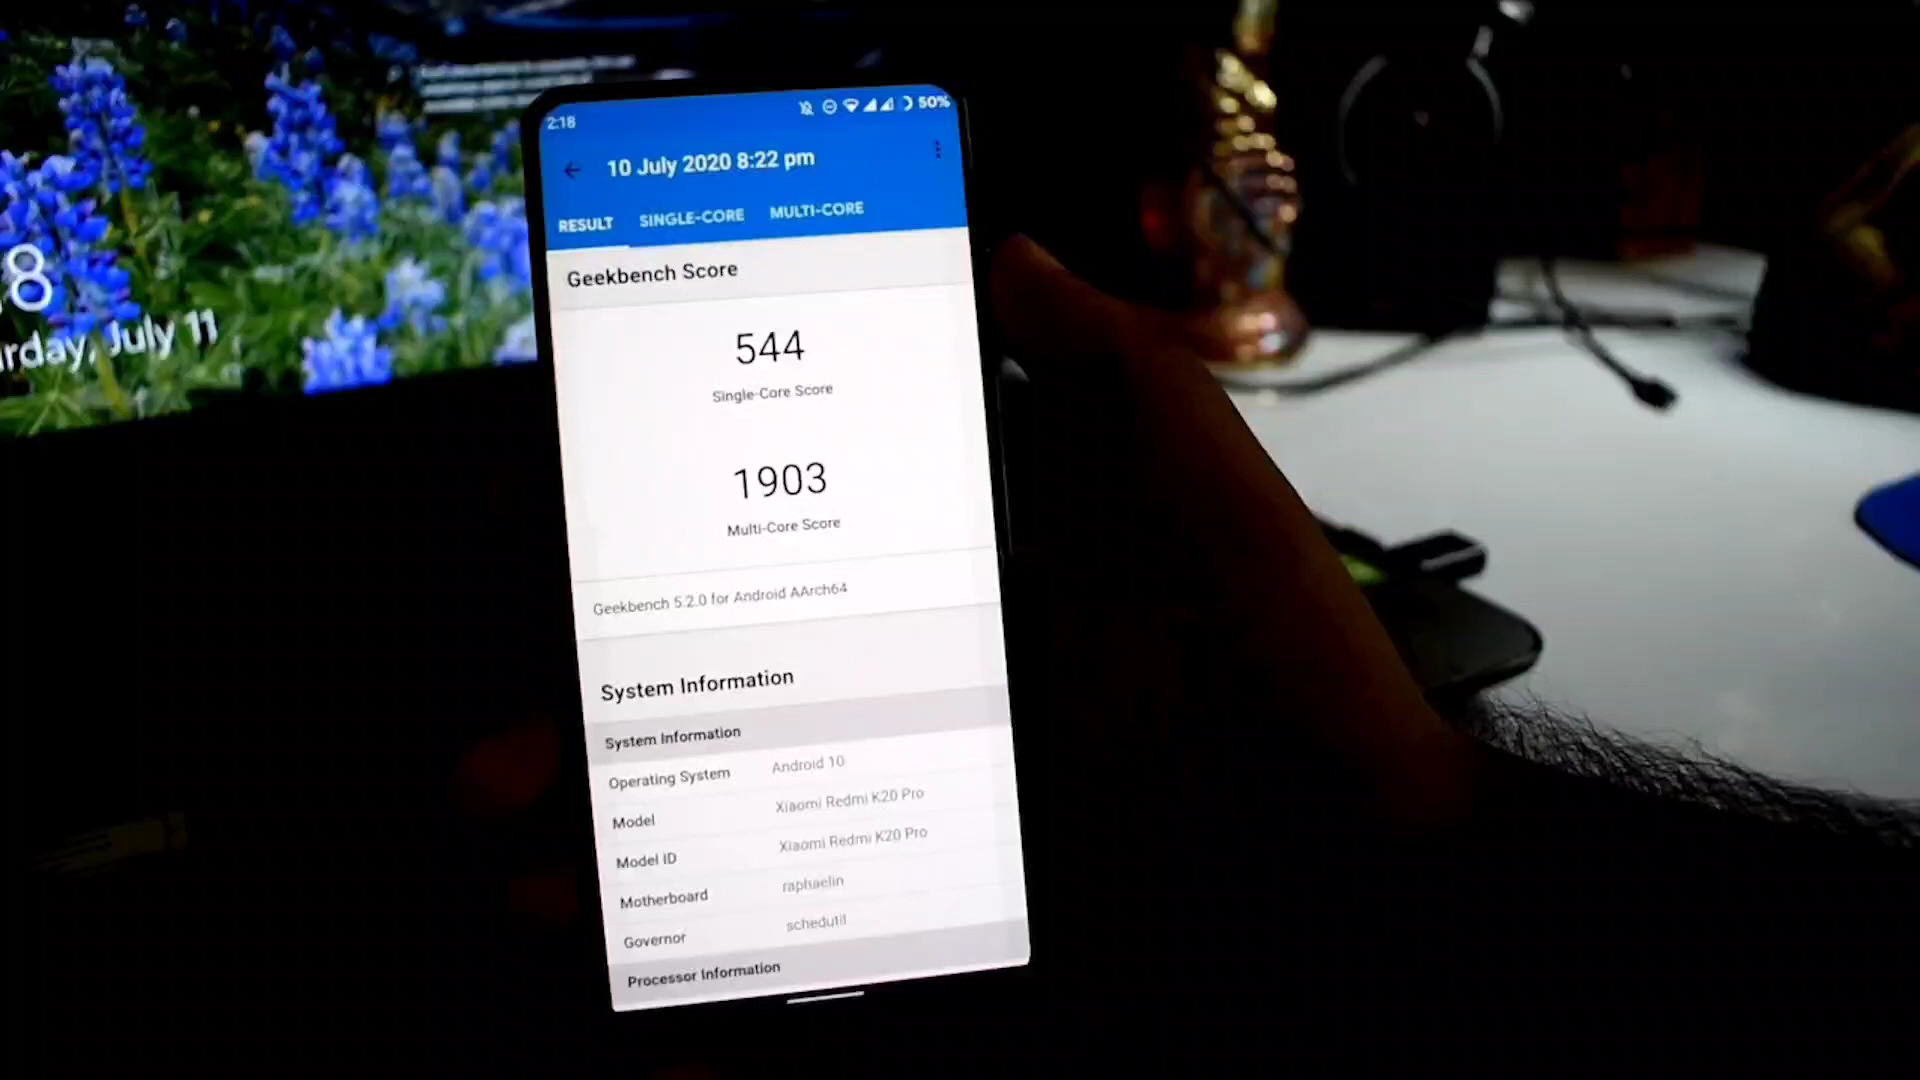 8
rday, July 11
2:18
50%
10 July 2020 8:22 pm
RESULT SINGLE-CORE MULTI-CORE
Geekbench Score
544
Single-Core Score
1903
Multi-Core Score
Geekbench 5.2.0 for Android AArch64
System Information
System Information
Operating System Android 10
Model Xiaomi Redmi K20 Pro
Model ID Xiaomi Redmi K20 Pro
Motherboard raphaelin
Governor schedutil
Processor Information